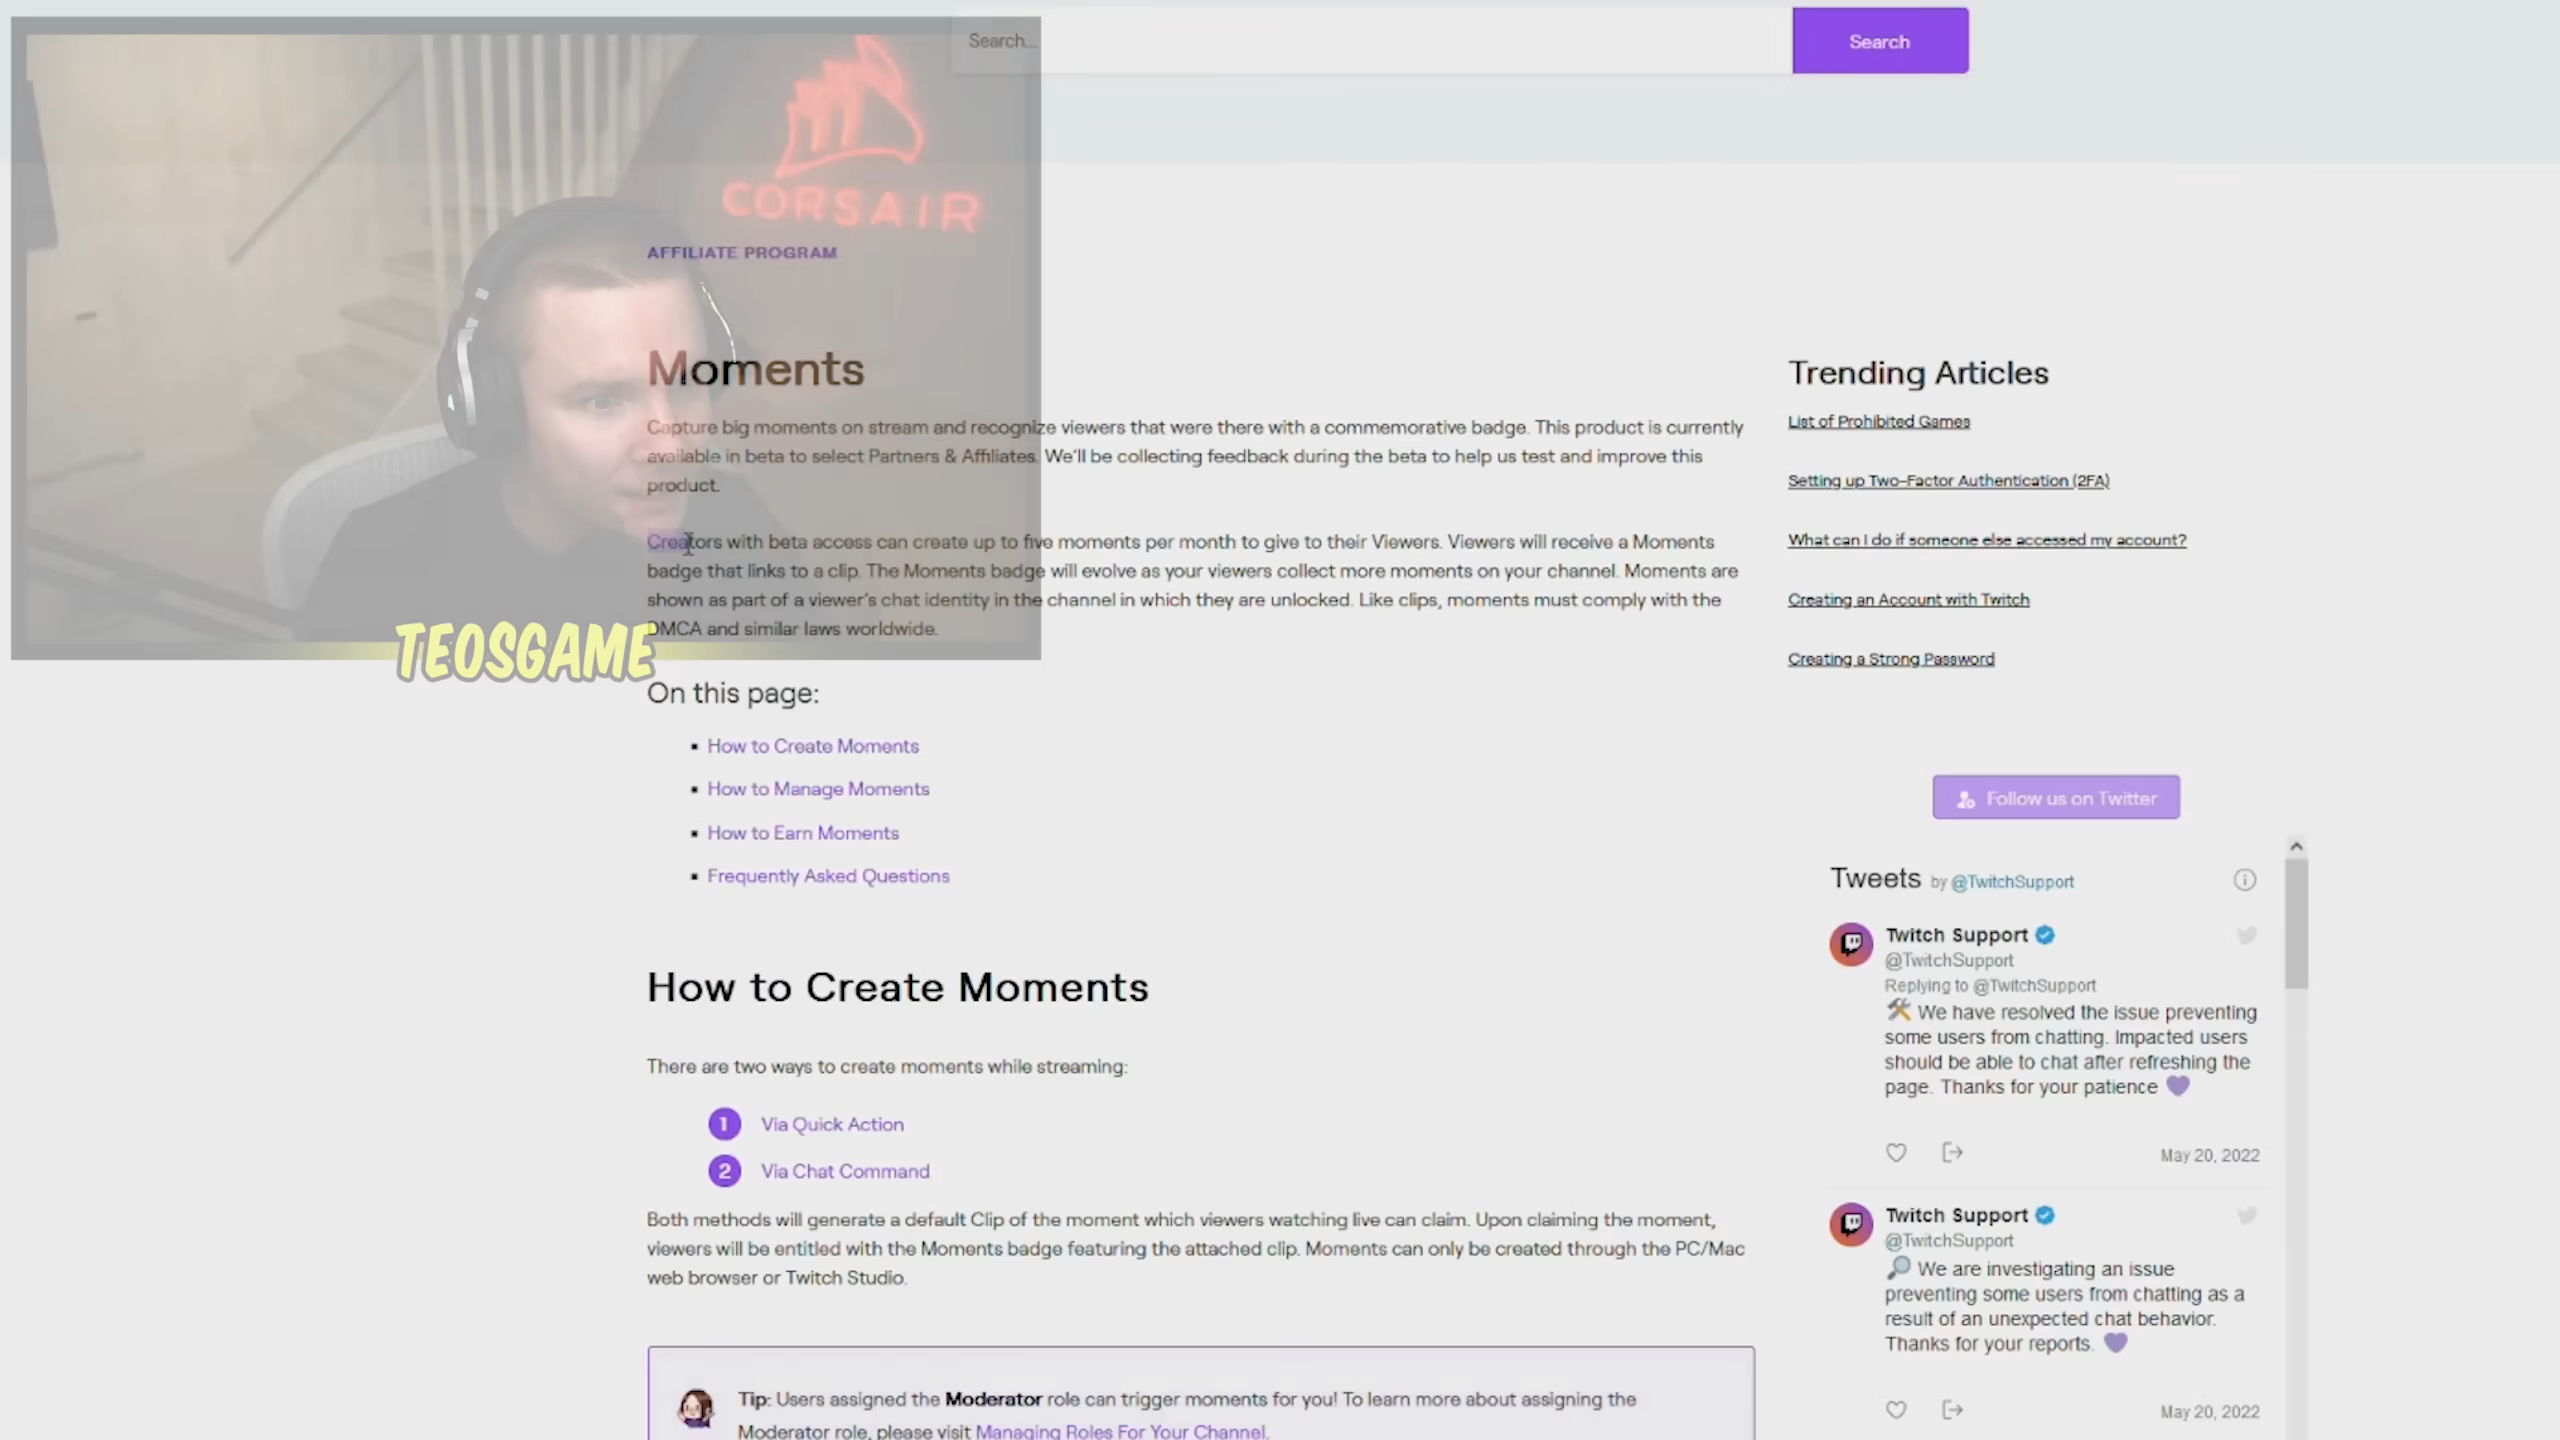 Search...
Search
CORSAIR
AFFILIATE PROGRAM
Moments
Capture big moments on stream and recognize viewers that were there with a commemorative badge. This product is currently
available in beta to select Partners & Affiliates. We'll be collecting feedback during the beta to help us test and improve this
product.
Creators with beta access can create up to five moments per month to give to their Viewers. Viewers will receive a Moments
badge that links to a clip. The Moments badge will evolve as your viewers collect more moments on your channel. Moments are
shown as part of a viewer's chat identity in the channel in which they are unlocked. Like clips, moments must comply with the
DMCA and similar laws worldwide.
TEOSGAME
On this page:
▪ How to Create Moments
▪ How to Manage Moments
▪ How to Earn Moments
▪ Frequently Asked Questions
How to Create Moments
There are two ways to create moments while streaming:
1 Via Quick Action
2 Via Chat Command
Both methods will generate a default Clip of the moment which viewers watching live can claim. Upon claiming the moment,
viewers will be entitled with the Moments badge featuring the attached clip. Moments can only be created through the PC/Mac
web browser or Twitch Studio.
Tip: Users assigned the Moderator role can trigger moments for you! To learn more about assigning the
Moderator role, please visit Managing Roles For Your Channel.
Trending Articles
List of Prohibited Games
Setting up Two-Factor Authentication (2FA)
What can I do if someone else accessed my account?
Creating an Account with Twitch
Creating a Strong Password
Follow us on Twitter
Tweets by @TwitchSupport
Twitch Support
@TwitchSupport
Replying to @TwitchSupport
🛠 We have resolved the issue preventing
some users from chatting. Impacted users
should be able to chat after refreshing the
page. Thanks for your patience 💜
May 20, 2022
Twitch Support
@TwitchSupport
🔎 We are investigating an issue
preventing some users from chatting as a
result of an unexpected chat behavior.
Thanks for your reports. 💜
May 20, 2022